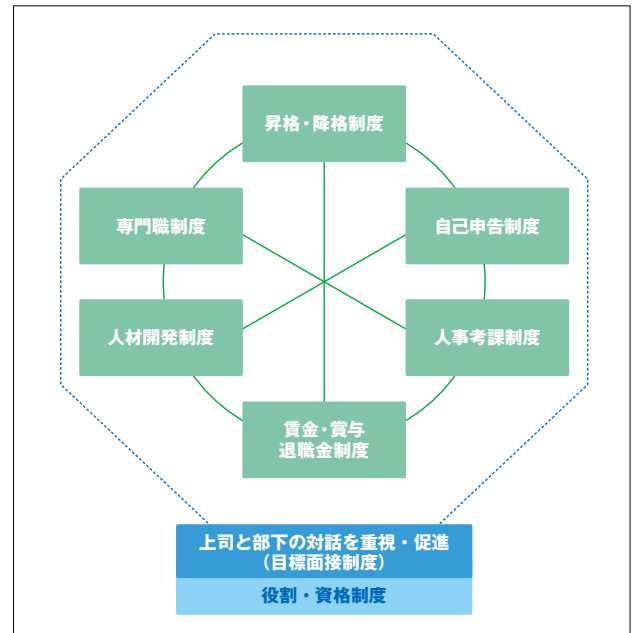 昇格・降格制度
専門職制度
自己申告制度
人材開発制度
人事考課制度
賃金・賞与
退職金制度
上司と部下の対話を重視・促進
（目標面接制度）
役割・資格制度